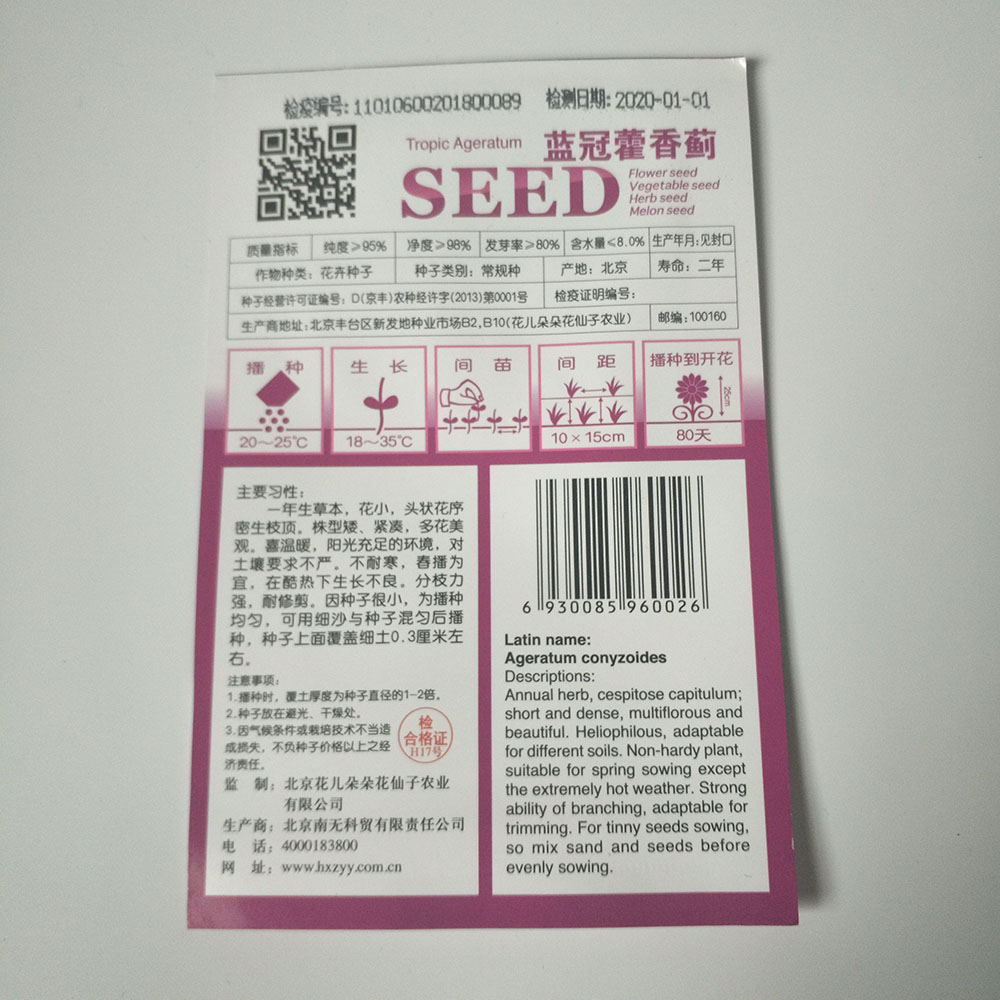 检疫编号:11010600201800089 检测日期:2020-01-01
Tropic Ageratum 蓝冠藿香蓟
SEED
Flower seed
Vegetable seed
Herb seed
Melon seed
质量指标 纯度≥95% 净度≥98% 发芽率≥80% 含水量≤8.0% 生产年月:见封口
作物种类: 花卉种子 种子类别: 常规种 产地: 北京 寿命: 二年
种子经营许可证编号: D(京丰)农种经许字(2013)第0001号 检疫证明编号:
生产商地址: 北京丰台区新发地种业市场B2,B10(花儿朵朵花仙子农业) 邮编: 100160
播种 生长 间苗 间距 播种到开花
25cm
20~25℃ 18~35℃ 10×15cm 80天
主要习性:
一年生草本, 花小, 头状花序
密生枝顶。株型矮、紧凑, 多花美
观。喜温暖, 阳光充足的环境, 对
土壤要求不严。不耐寒, 春播为
宜, 在酷热下生长不良。分枝力
强, 耐修剪。因种子很小, 为播种
均匀, 可用细沙与种子混匀后播
种, 种子上面覆盖细土0.3厘米左
右。
注意事项:
1.播种时, 覆土厚度为种子直径的1-2倍。
2.种子放在避光、干燥处。
3.因气候条件或栽培技术不当造
成损失, 不负种子价格以上之经
济责任。
检
合格证
H17号
监 制: 北京花儿朵朵花仙子农业
有限公司
生产商: 北京南无科贸有限责任公司
电 话: 4000183800
网 址: www.hxzyy.com.cn
6 930085 960026
Latin name:
Ageratum conyzoides
Descriptions:
Annual herb, cespitose capitulum;
short and dense, multiflorous and
beautiful. Heliophilous, adaptable
for different soils. Non-hardy plant,
suitable for spring sowing except
the extremely hot weather. Strong
ability of branching, adaptable for
trimming. For tinny seeds sowing,
so mix sand and seeds before
evenly sowing.